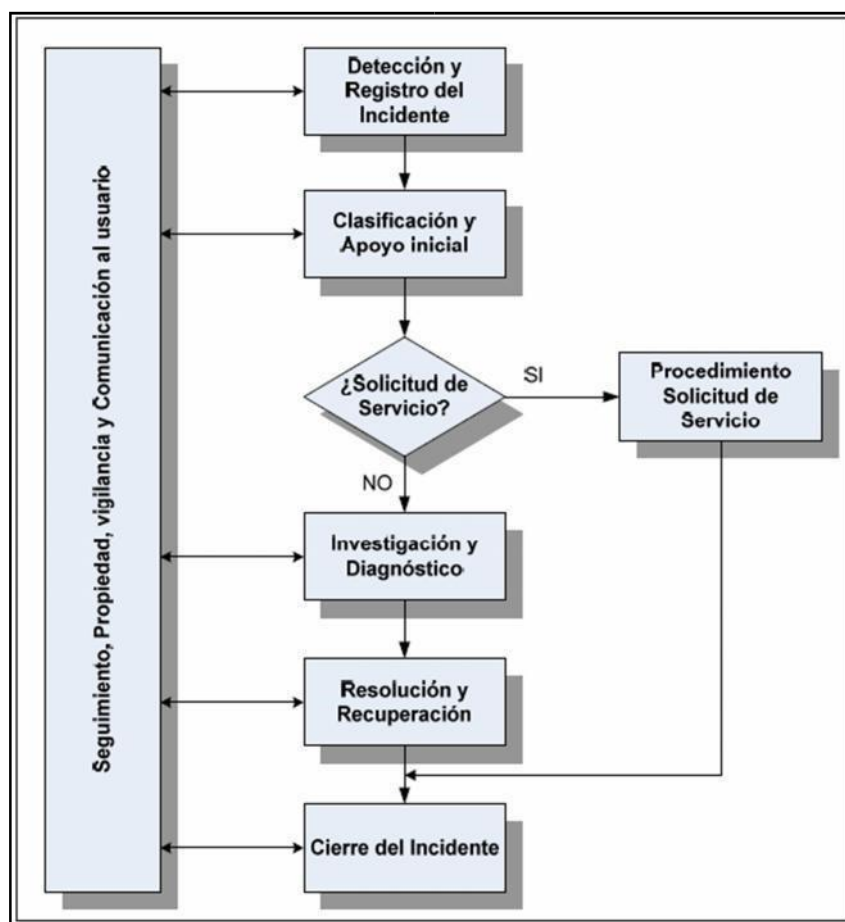 Seguimiento, Propiedad, vigilancia y Comunicación al usuario
Detección y
Registro del
Incidente
Clasificación y
Apoyo inicial
¿Solicitud de
Servicio?
SI
Procedimiento
Solicitud de
Servicio
NO
Investigación y
Diagnóstico
Resolución y
Recuperación
Cierre del Incidente